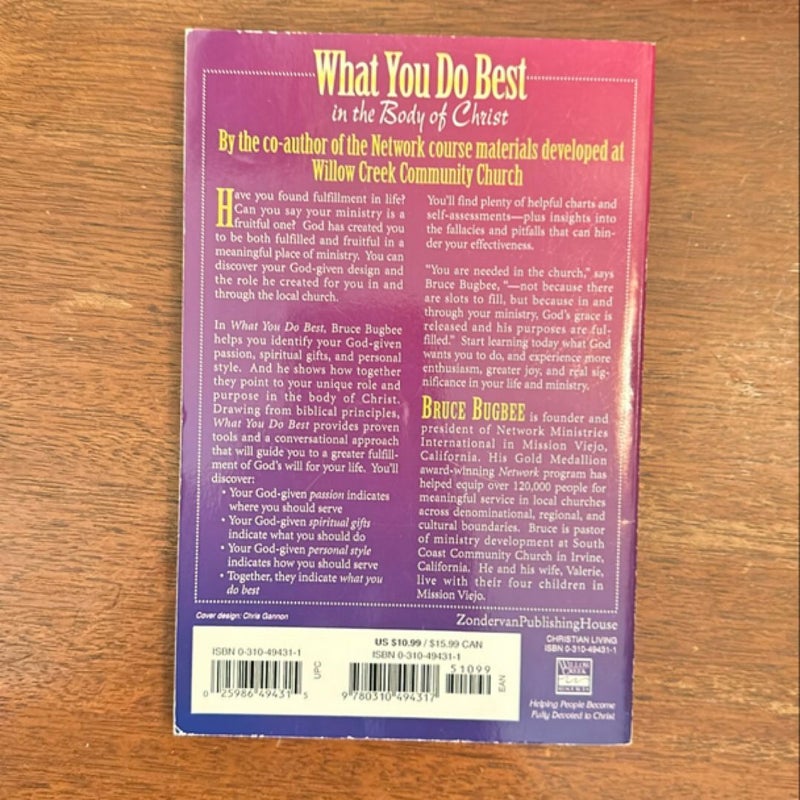 What You Do Best
in the Body of Christ
By the co-author of the Network course materials developed at
Willow Creek Community Church
Have you found fulfillment in life?
Can you say your ministry is a
fruitful one? God has created you
to be both fulfilled and fruitful in a
meaningful place of ministry. You can
discover your God-given design and
the role he created for you in and
through the local church.
In What You Do Best, Bruce Bugbee
helps you identify your God-given
passion, spiritual gifts, and personal
style. And he shows how together
they point to your unique role and
purpose in the body of Christ.
Drawing from biblical principles,
What You Do Best provides proven
tools and a conversational approach
that will guide you to a greater fulfill-
ment of God's will for your life. You'll
discover:
• Your God-given passion indicates
where you should serve
• Your God-given spiritual gifts
indicate what you should do
• Your God-given personal style
indicates how you should serve
• Together, they indicate what you
do best
You'll find plenty of helpful charts and
self-assessments—plus insights into
the fallacies and pitfalls that can hin-
der your effectiveness.
"You are needed in the church," says
Bruce Bugbee, "—not because there
are slots to fill, but because in and
through your ministry, God's grace is
released and his purposes are ful-
filled." Start learning today what God
wants you to do, and experience more
enthusiasm, greater joy, and real sig-
nificance in your life and ministry.
BRUCE BUGBEE is founder and
president of Network Ministries
International in Mission Viejo,
California. His Gold Medallion
award-winning Network program has
helped equip over 120,000 people for
meaningful service in local churches
across denominational, regional, and
cultural boundaries. Bruce is pastor
of ministry development at South
Coast Community Church in Irvine,
California. He and his wife, Valerie,
live with their four children in
Mission Viejo.
Cover design: Chris Gannon
ZondervanPublishingHouse
CHRISTIAN LIVING
ISBN 0-310-49431-1
US $10.99 / $15.99 CAN
ISBN 0-310-49431-1
ISBN 0-310-49431-1
51099
UPC
EAN
0 25986 49431 5
9 780310 494317
WILLOW
CREEK
RESOURCES
Helping People Become
Fully Devoted to Christ